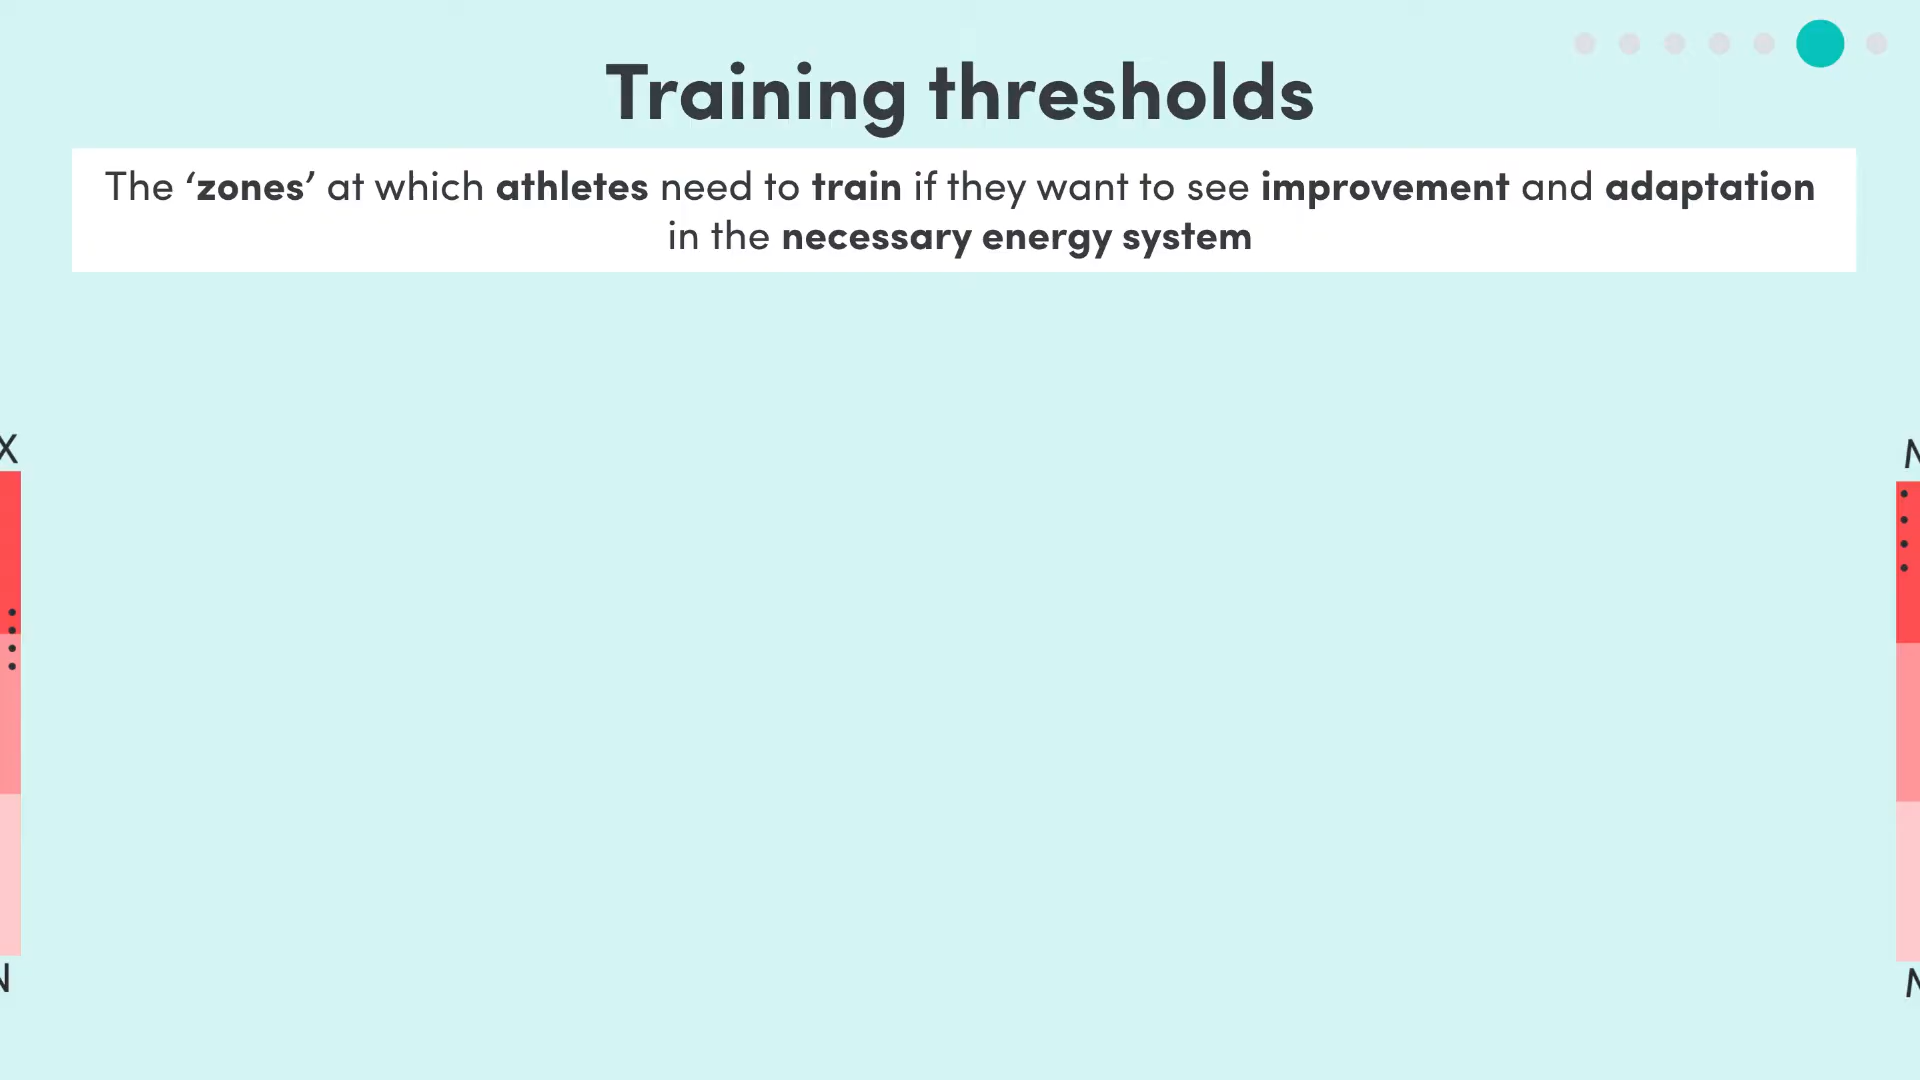 Training thresholds
The ‘zones’ at which athletes need to train if they want to see improvement and adaptation
in the necessary energy system
X
N